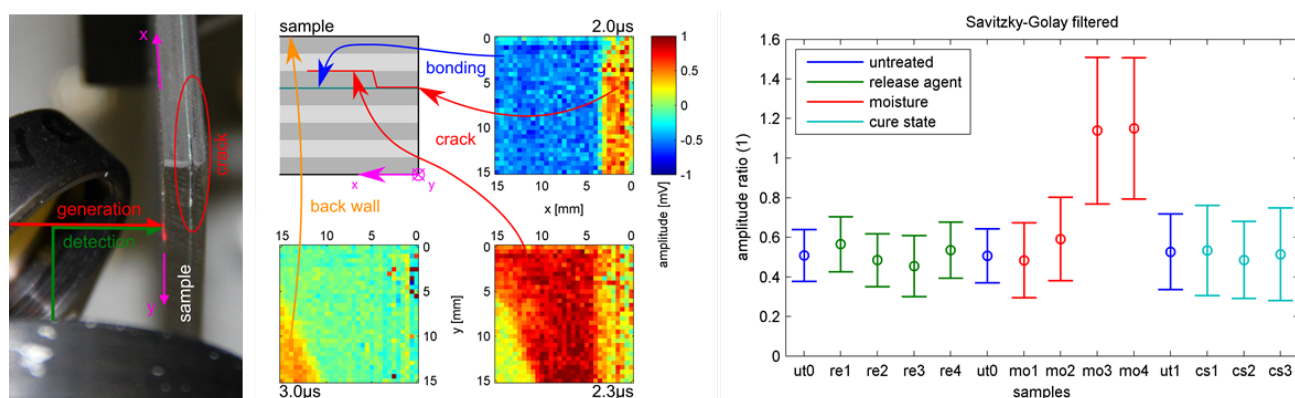 x
crack
generation
detection
sample
y
sample
2.0µs
bonding
crack
back wall
x
y
0
5
10
15
15 10 5 0
x [mm]
1
0.5
0
-0.5
-1
amplitude [mV]
15 10 5 0
0
5
10
15
y [mm]
3.0µs
15 10 5 0
0
5
10
15
2.3µs
Savitzky-Golay filtered
untreated
release agent
moisture
cure state
1.6
1.4
1.2
1
0.8
0.6
0.4
0.2
0
amplitude ratio (1)
ut0 re1 re2 re3 re4 ut0 mo1 mo2 mo3 mo4 ut1 cs1 cs2 cs3
samples